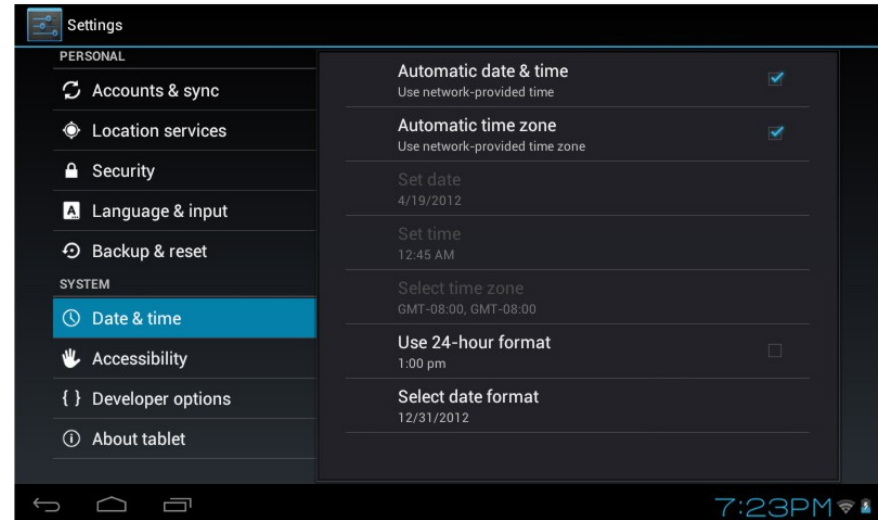 Settings
PERSONAL
Accounts & sync
Location services
Security
Language & input
Backup & reset
SYSTEM
Date & time
Accessibility
{ } Developer options
About tablet
Automatic date & time
Use network-provided time
Automatic time zone
Use network-provided time zone
Set date
4/19/2012
Set time
12:45 AM
Select time zone
GMT-08:00, GMT-08:00
Use 24-hour format
1:00 pm
Select date format
12/31/2012
7:23PM